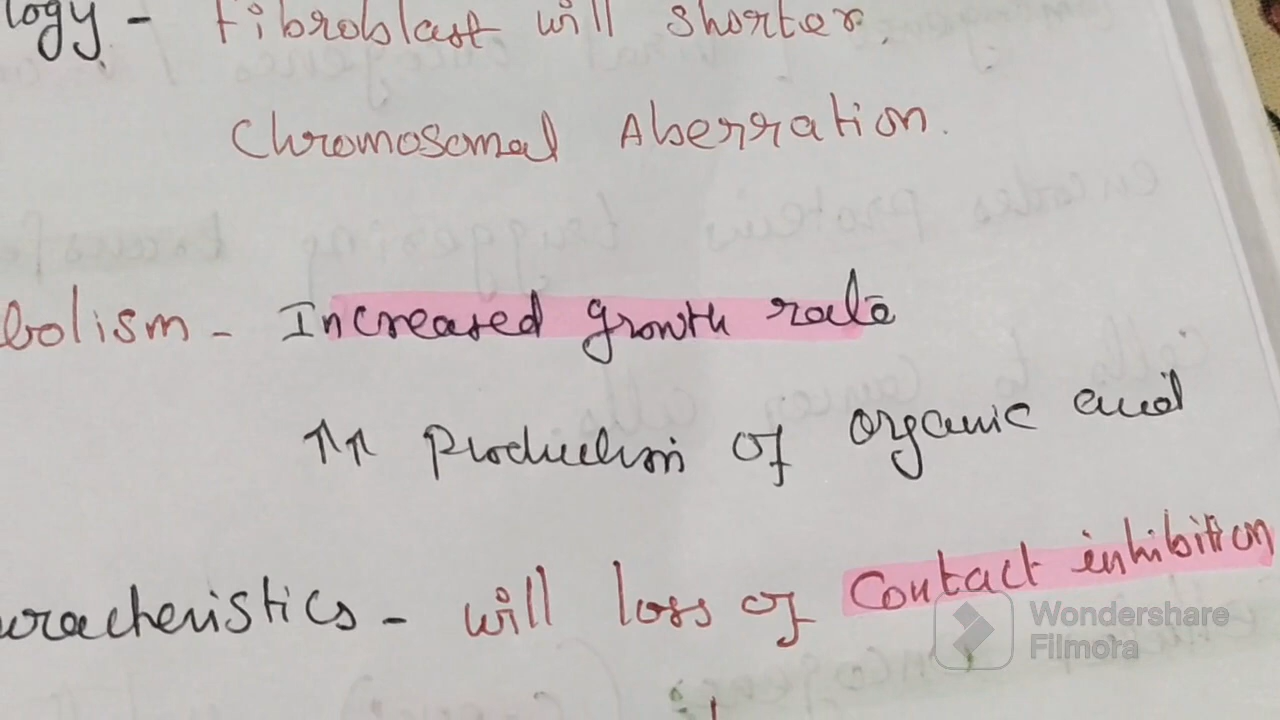 logy - Fibroblast will shorter.
Chromosomal Aberration.
bolism - Increased growth rate
↑↑ Production of organic acid
uracheristics - will loss of Contact inhibition
Wondershare
Filmora